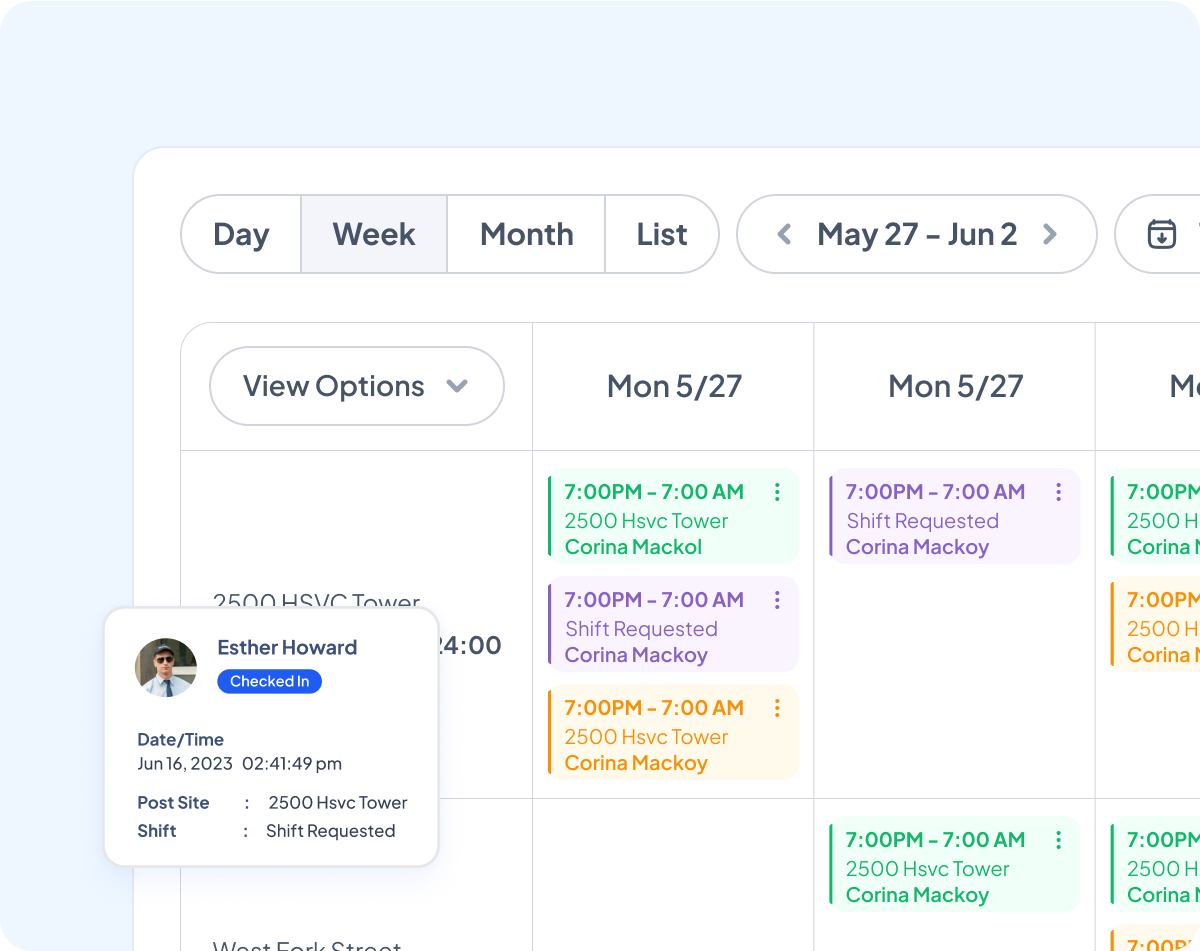 Day Week Month List May 27 – Jun 2
View Options Mon 5/27 Mon 5/27
7:00PM – 7:00 AM
2500 Hsvc Tower
Corina Mackol
7:00PM – 7:00 AM
Shift Requested
Corina Mackoy
7:00PM – 7:00 AM
2500 Hsvc Tower
Corina Mackoy
7:00PM – 7:00 AM
Shift Requested
Corina Mackoy
7:00PM
2500
Corina
7:00PM
2500
Corina
2500 HSVC Tower
24:00
Esther Howard
Checked In
Date/Time
Jun 16, 2023 02:41:49 pm
Post Site : 2500 Hsvc Tower
Shift : Shift Requested
7:00PM – 7:00 AM
2500 Hsvc Tower
Corina Mackoy
7:00PM
2500
Corina
West Fork Street
7:00PM